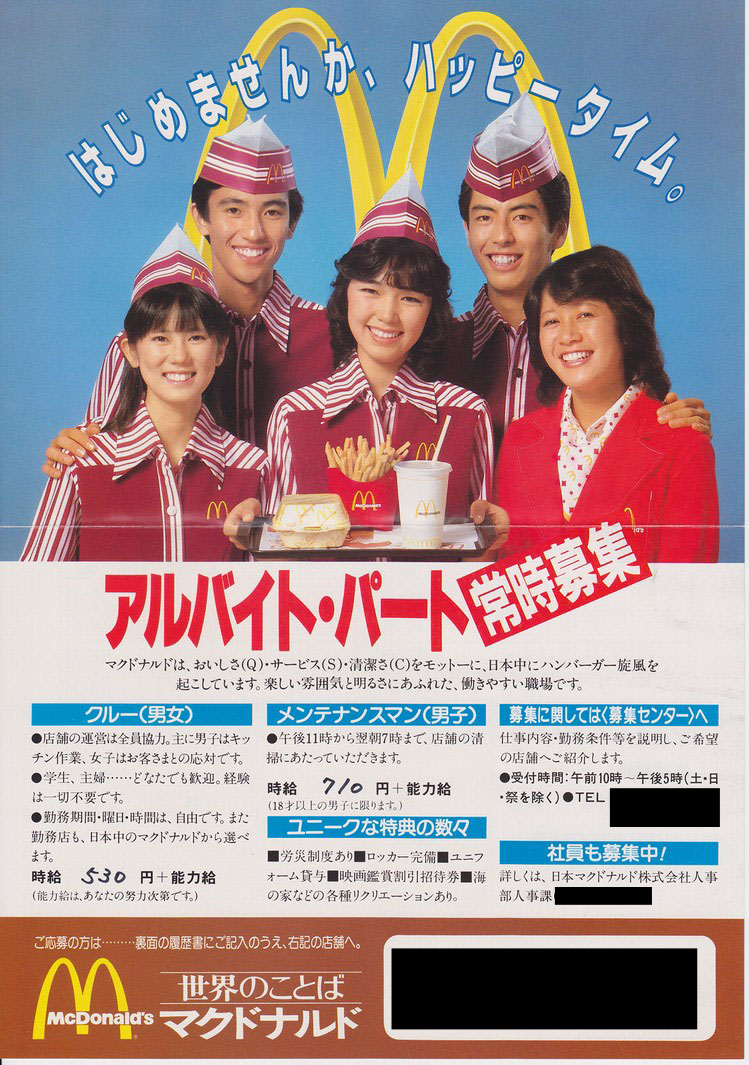 はじめませんか、ハッピータイム。
McDonald's
アルバイト・パート 常時募集
マクドナルドは、おいしさ(Q)・サービス(S)・清潔さ(C)をモットーに、日本中にハンバーガー旋風を
起こしています。楽しい雰囲気と明るさにあふれた、働きやすい職場です。
クルー(男女)
●店舗の運営は全員協力。主に男子はキッ
チン作業、女子はお客さまとの応対です。
●学生、主婦……どなたでも歓迎。経験
は一切不要です。
●勤務期間・曜日・時間は、自由です。また
勤務店も、日本中のマクドナルドから選べ
ます。
時給 530 円+能力給
(能力給は、あなたの努力次第です。)
メンテナンスマン(男子)
●午後11時から翌朝7時まで、店舗の清
掃にあたっていただきます。
時給 710 円+能力給
(18才以上の男子に限ります。)
ユニークな特典の数々
■労災制度あり■ロッカー完備■ユニフ
ォーム貸与■映画鑑賞割引招待券■海
の家などの各種リクリエーションあり。
募集に関しては〈募集センター〉へ
仕事内容・勤務条件等を説明し、ご希望
の店舗へご紹介します。
●受付時間:午前10時〜午後5時(土・日
・祭を除く)●TEL
社員も募集中!
詳しくは、日本マクドナルド株式会社人事
部人事課
ご応募の方は………裏面の履歴書にご記入のうえ、右記の店舗へ。
McDonald's
世界のことば
マクドナルド